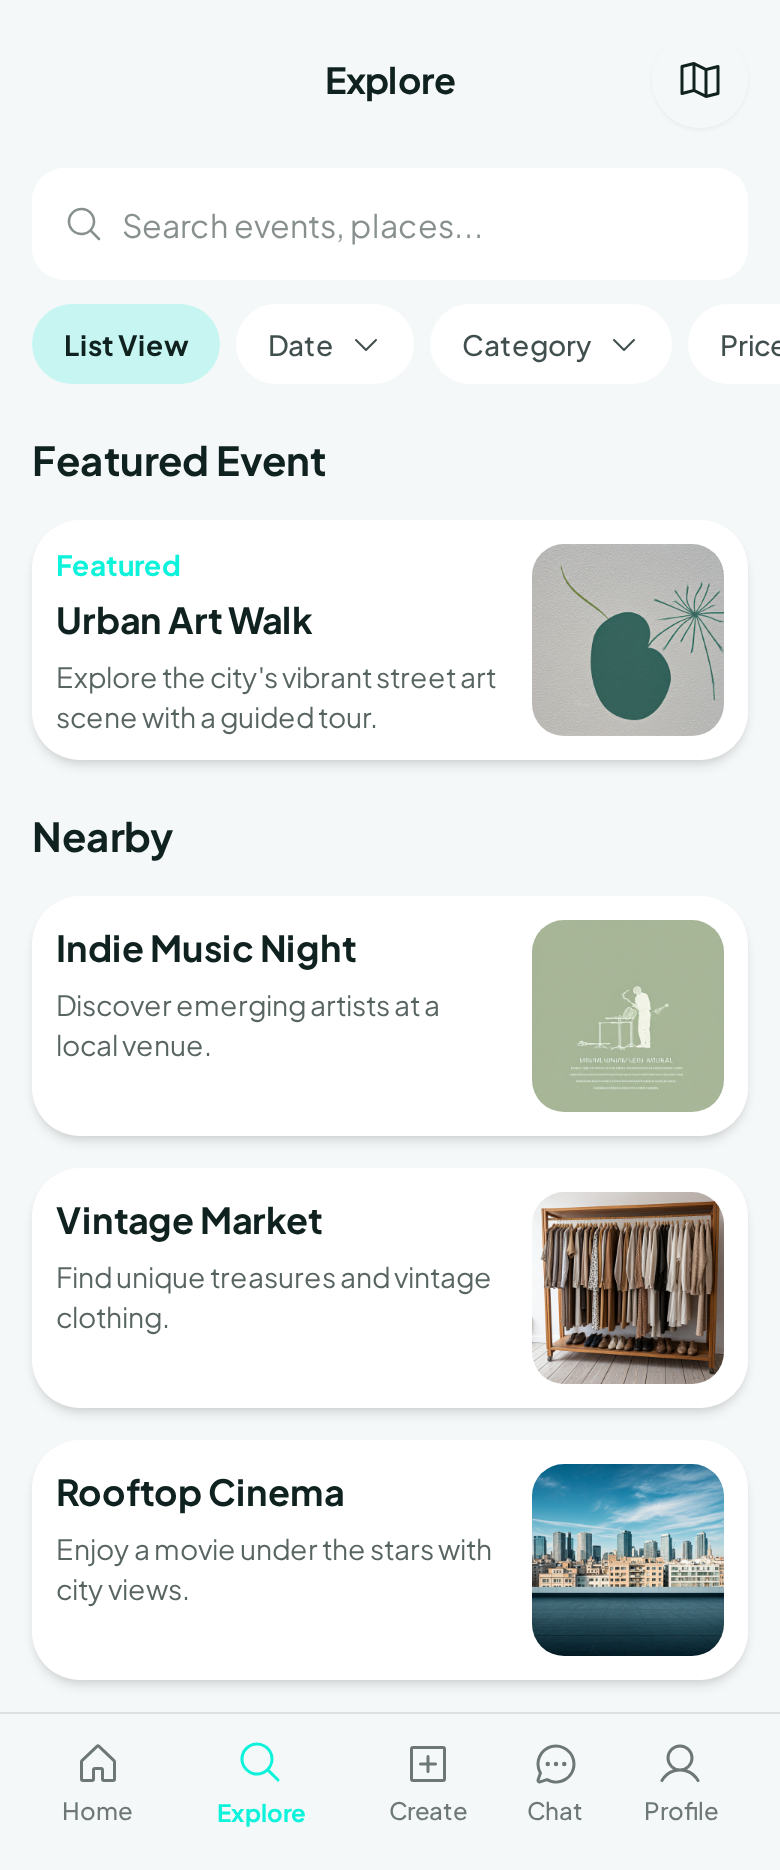 Explore
Search events, places...
List View
Date
Category
Price
Featured Event
Featured
Urban Art Walk
Explore the city's vibrant street art
scene with a guided tour.
Nearby
Indie Music Night
Discover emerging artists at a
local venue.
Vintage Market
Find unique treasures and vintage
clothing.
Rooftop Cinema
Enjoy a movie under the stars with
city views.
Home
Explore
Create
Chat
Profile